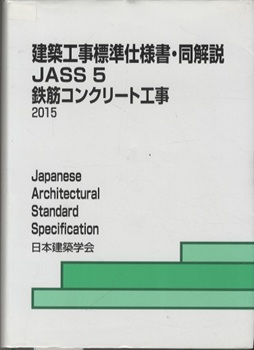 建築工事標準仕様書・同解説
JASS 5
鉄筋コンクリート工事
2015
Japanese
Architectural
Standard
Specification
日本建築学会